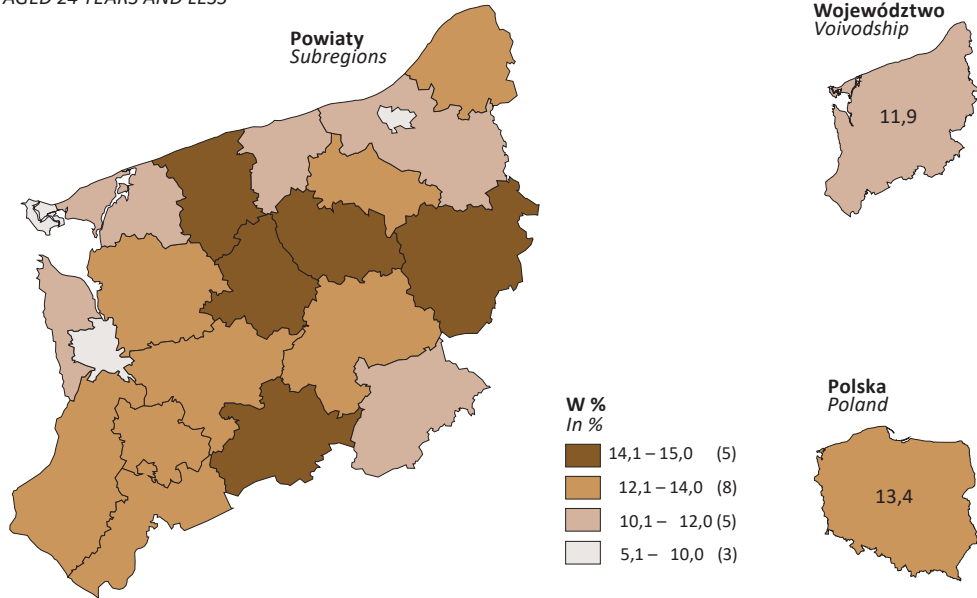 AGED 24 YEARS AND LESS
Powiaty
Subregions
Województwo
Voivodship
11,9
Polska
Poland
13,4
W %
In %
14,1 – 15,0 (5)
12,1 – 14,0 (8)
10,1 – 12,0 (5)
5,1 – 10,0 (3)